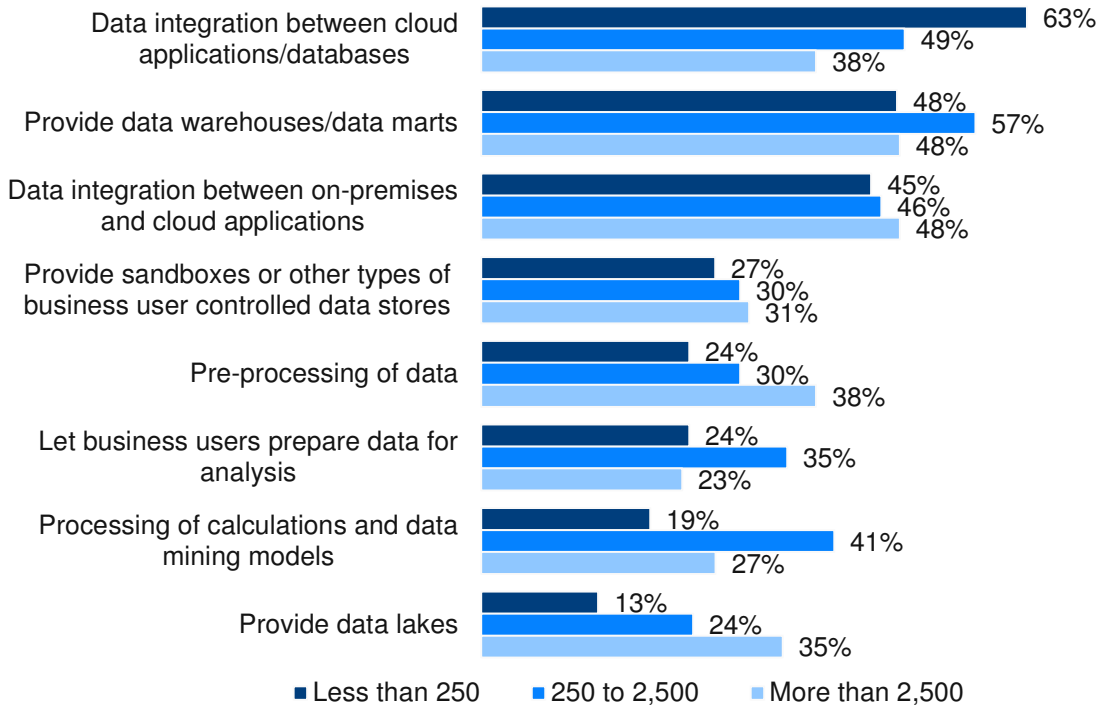 Data integration between cloud
applications/databases
63%
49%
38%
Provide data warehouses/data marts
48%
57%
48%
Data integration between on-premises
and cloud applications
45%
46%
48%
Provide sandboxes or other types of
business user controlled data stores
27%
30%
31%
Pre-processing of data
24%
30%
38%
Let business users prepare data for
analysis
24%
35%
23%
Processing of calculations and data
mining models
19%
41%
27%
Provide data lakes
13%
24%
35%
Less than 250 250 to 2,500 More than 2,500